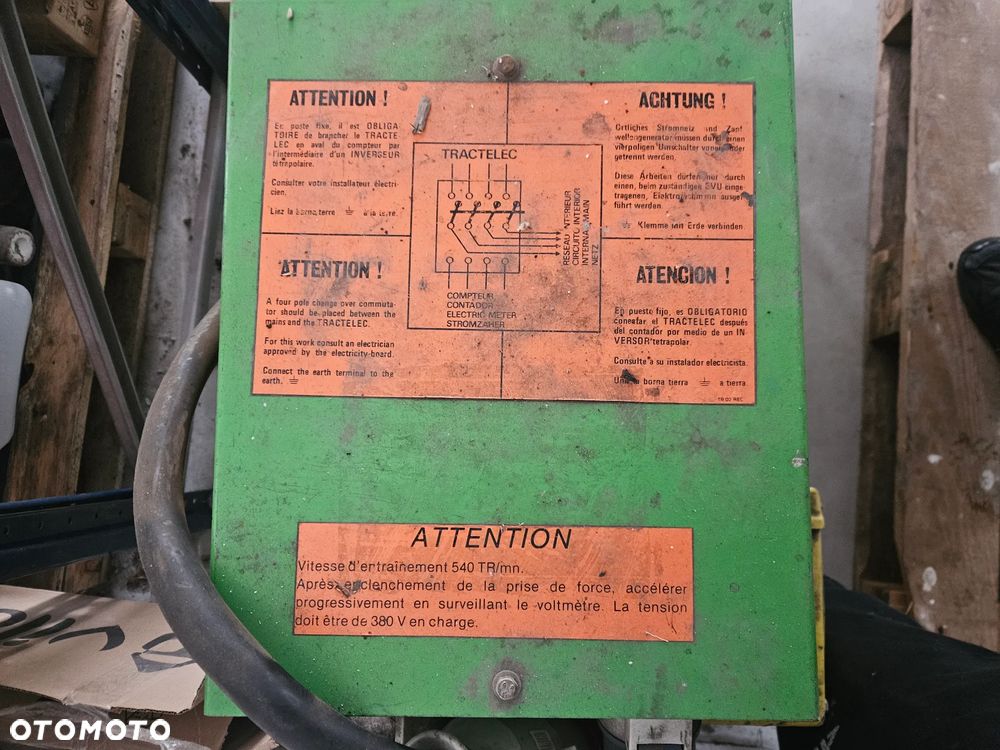 ATTENTION !
En poste fixe, il est OBLIGA
TOIRE de brancher le TRACTE
LEC en aval du compteur par
l'intermédiaire d'un INVERSEUR
tétrapolaire.
Consulter votre installateur électri-
cien.
Liez la borne terre à la terre.
ACHTUNG !
Örtliches Stromnetz und Zapf
wellengenerator müssen durch einen
vierpoligen Umschalter voneinander
getrennt werden.
Diese Arbeiten dürfen nur durch
einen, beim zuständigen EVU einge-
tragenen, Elektro
führt werden.
Klemme mit Erde verbinden.
TRACTELEC
RESEAU INTERIEUR
CIRCUITO INTERIOR
INTERNAL MAIN
NETZ
COMPTEUR
CONTADOR
ELECTRIC METER
STROMZÄHER
ATTENTION !
A four pole change over commuta-
tor should be placed between the
mains and the TRACTELEC.
For this work consult an electrician
approved by the electricity-board.
Connect the earth terminal to the
earth.
ATENCION !
En puesto fijo, es OBLIGATORIO
conectar el TRACTELEC después
del contador por medio de un IN-
VERSOR tetrapolar.
Consulte a su instalador electricista.
Una la borna tierra a tierra
ATTENTION
Vitesse d'entraînement 540 TR/mn.
Après enclenchement de la prise de force, accélérer
progressivement en surveillant le voltmètre. La tension
doit être de 380 V en charge.
OTOMOTO